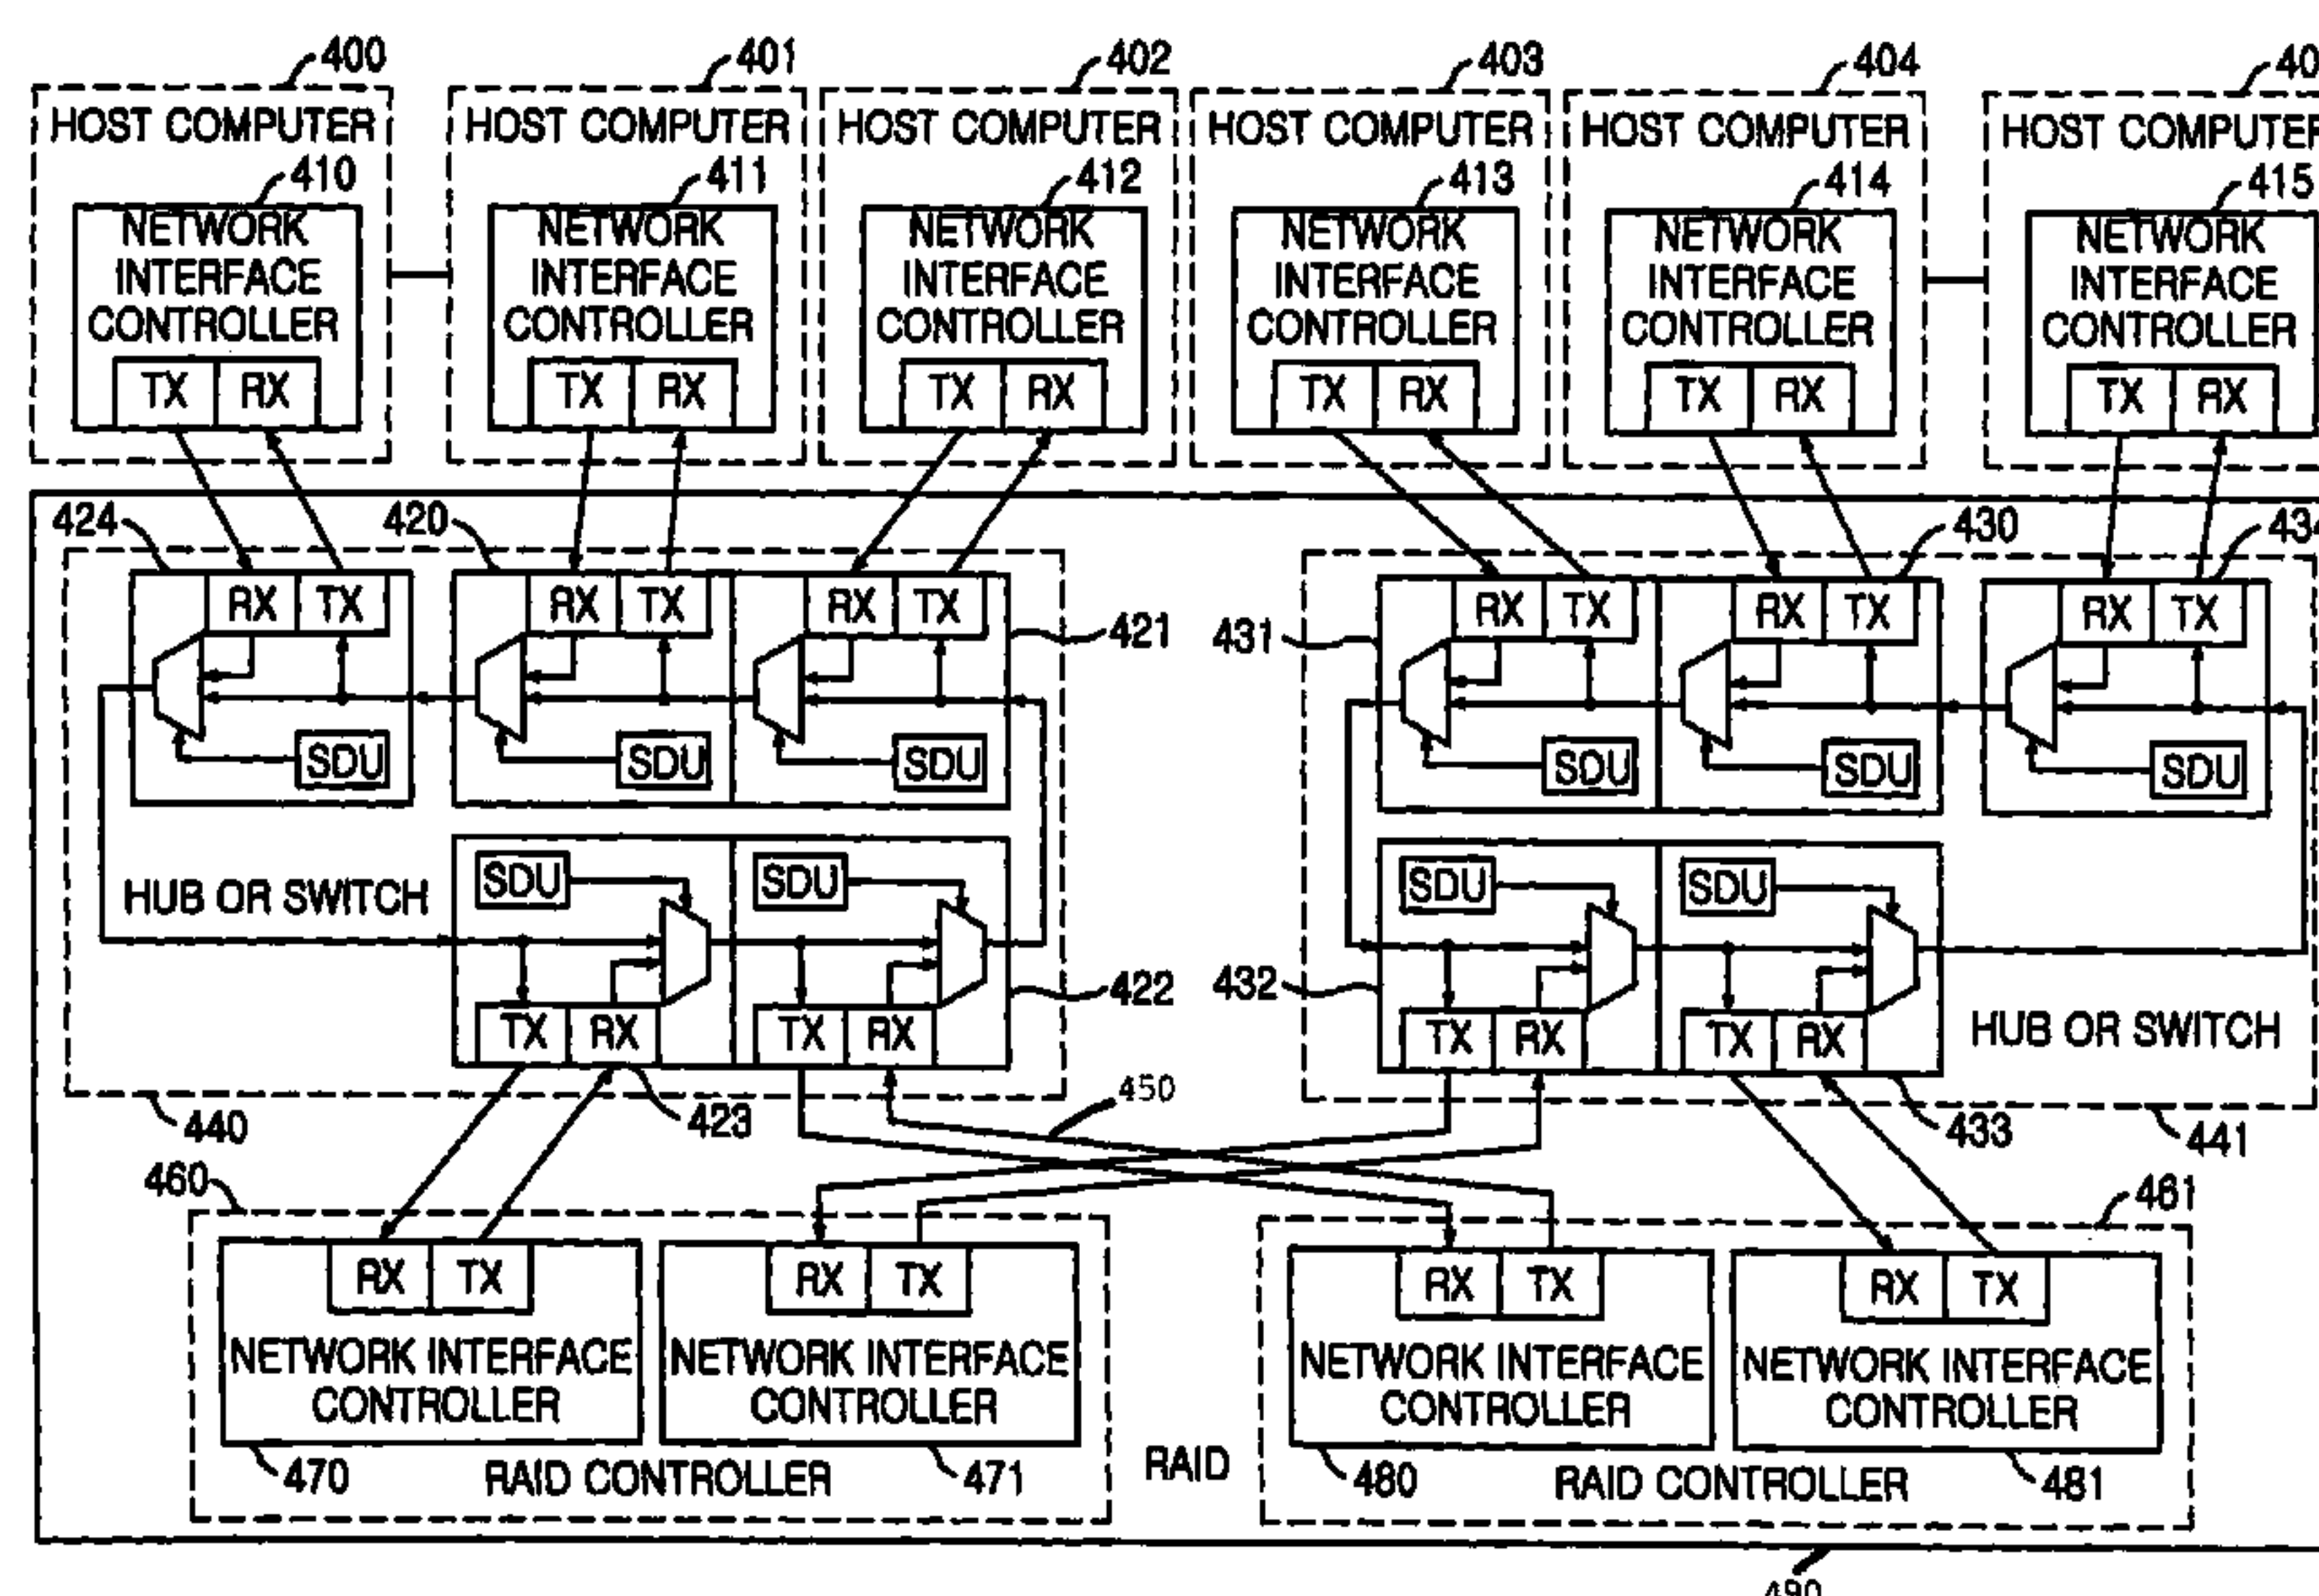 400 401 402 403 404
HOST COMPUTER HOST COMPUTER HOST COMPUTER HOST COMPUTER HOST COMPUTER HOST COMPUTER
410 411 412 413 414 415
NETWORK NETWORK NETWORK NETWORK NETWORK NETWORK
INTERFACE INTERFACE INTERFACE INTERFACE INTERFACE INTERFACE
CONTROLLER CONTROLLER CONTROLLER CONTROLLER CONTROLLER CONTROLLER
TX RX TX RX TX RX TX RX TX RX TX RX
424 420 430 434
RX TX RX TX RX TX RX TX RX TX RX TX
421 431
SDU SDU SDU SDU SDU SDU
SDU SDU SDU SDU
HUB OR SWITCH
422 432
TX RX TX RX TX RX TX RX
HUB OR SWITCH
440 423 450 433 441
460 461
RX TX RX TX RX TX RX TX
NETWORK INTERFACE NETWORK INTERFACE NETWORK INTERFACE NETWORK INTERFACE
CONTROLLER CONTROLLER CONTROLLER CONTROLLER
470 RAID CONTROLLER 471 RAID 480 RAID CONTROLLER 481